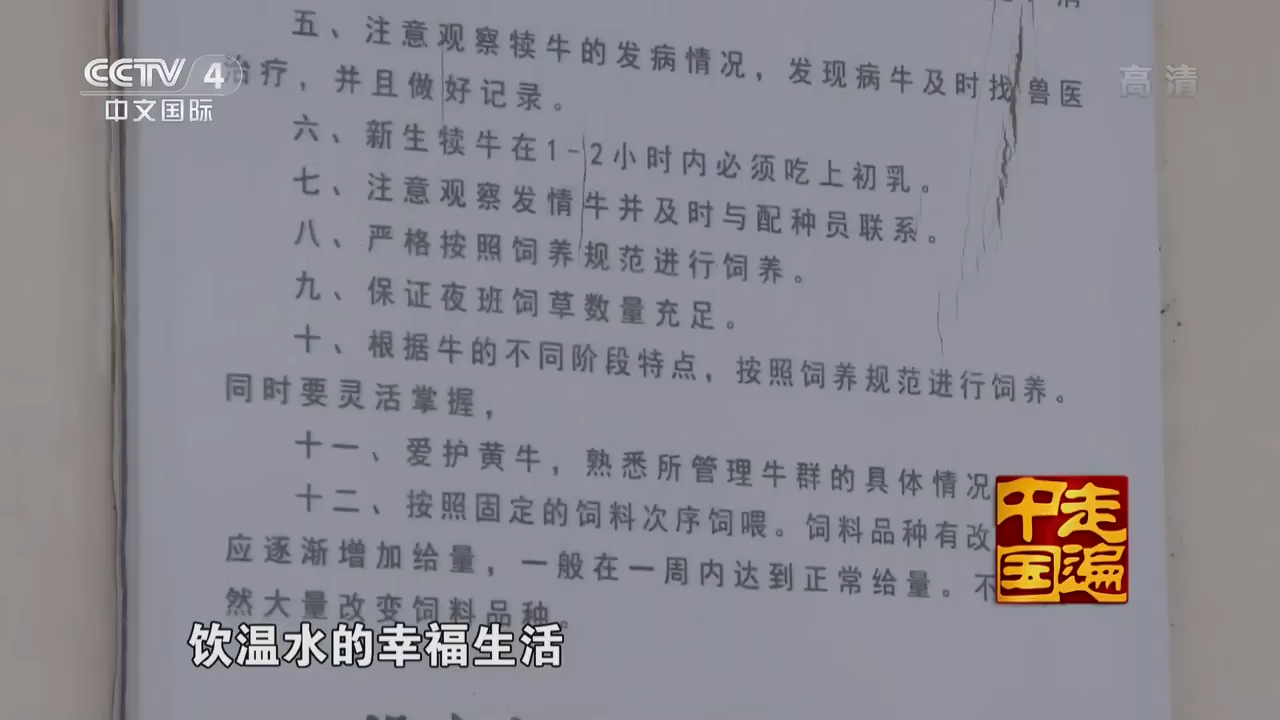 五、注意观察犊牛的发病情况，发现病牛及时找兽医
治疗，并且做好记录。
六、新生犊牛在1-2小时内必须吃上初乳。
七、注意观察发情牛并及时与配种员联系。
八、严格按照饲养规范进行饲养。
九、保证夜班饲草数量充足。
十、根据牛的不同阶段特点，按照饲养规范进行饲养。
同时要灵活掌握，
十一、爱护黄牛，熟悉所管理牛群的具体情况
十二、按照固定的饲料次序饲喂。饲料品种有改
应逐渐增加给量，一般在一周内达到正常给量。不
然大量改变饲料品种。
CCTV 4
中文国际
高清
走遍中国
饮温水的幸福生活